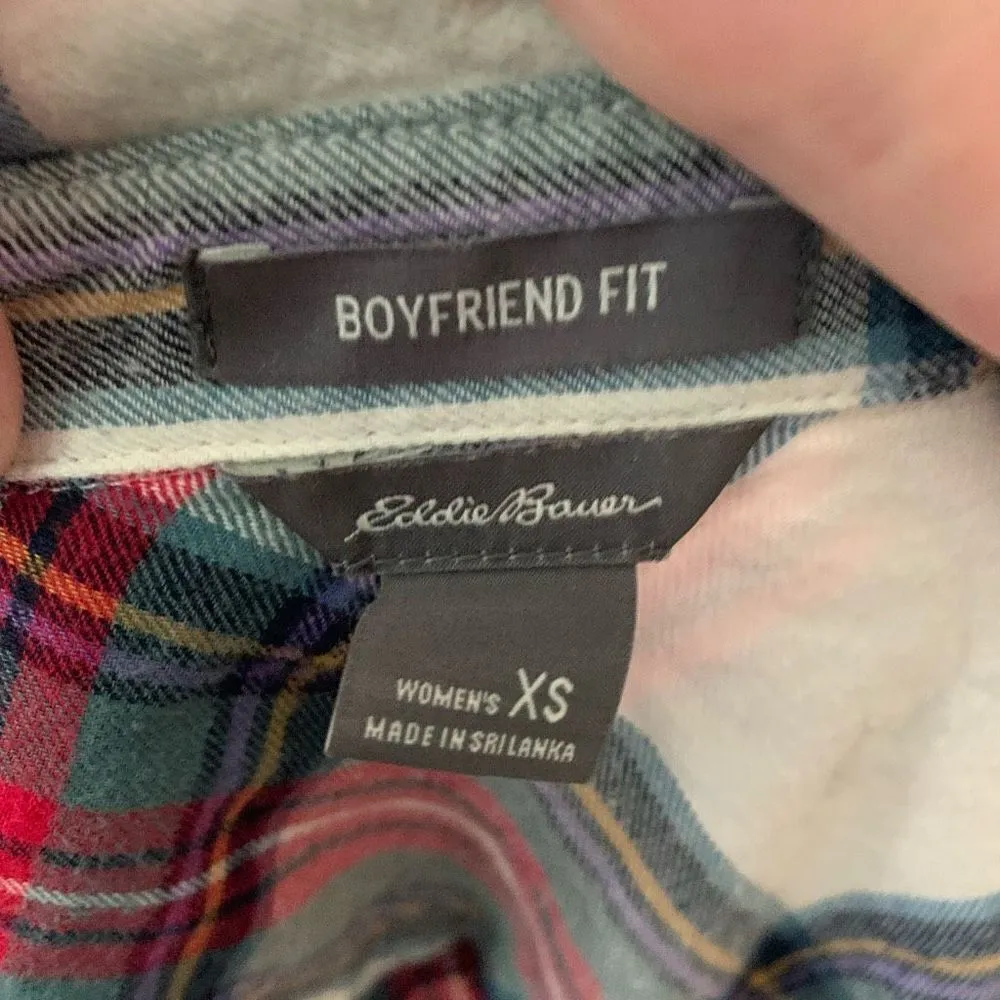 BOYFRIEND FIT
Eddie Bauer
WOMEN'S XS
MADE IN SRI LANKA